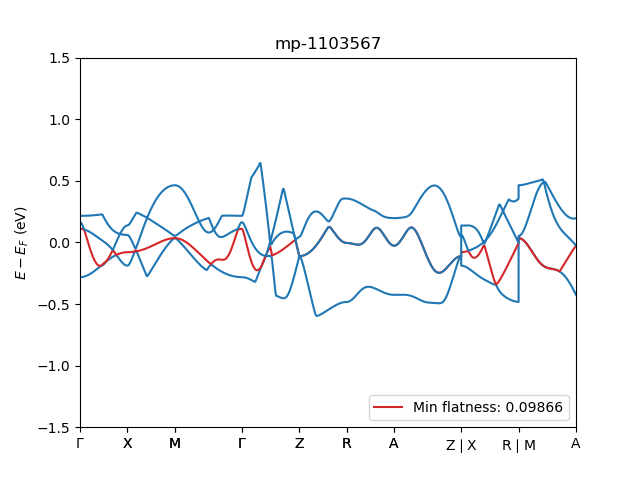 mp-1103567
1.5
1.0
0.5
0.0
−0.5
−1.0
−1.5
E − E_F (eV)
Min flatness: 0.09866
Γ X M Γ Z R A Z | X R | M A